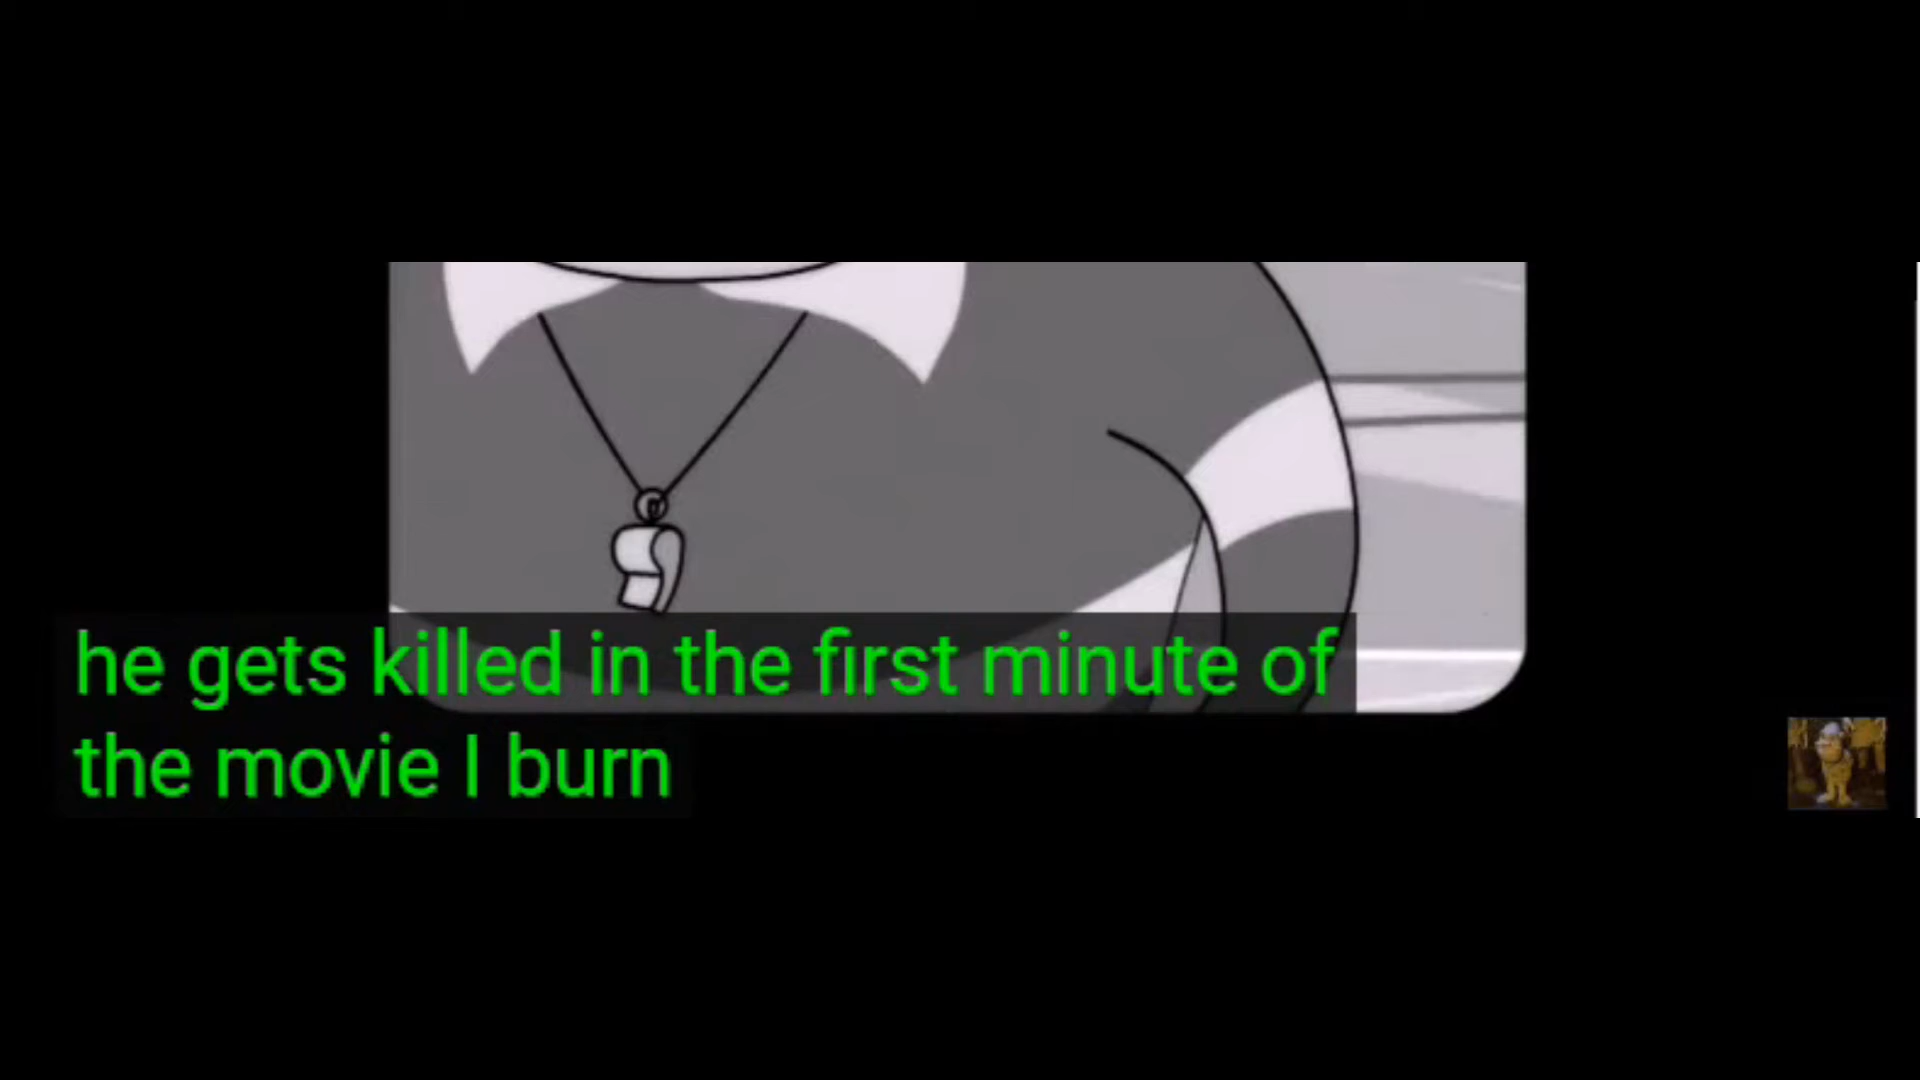 he gets killed in the first minute of
the movie I burn